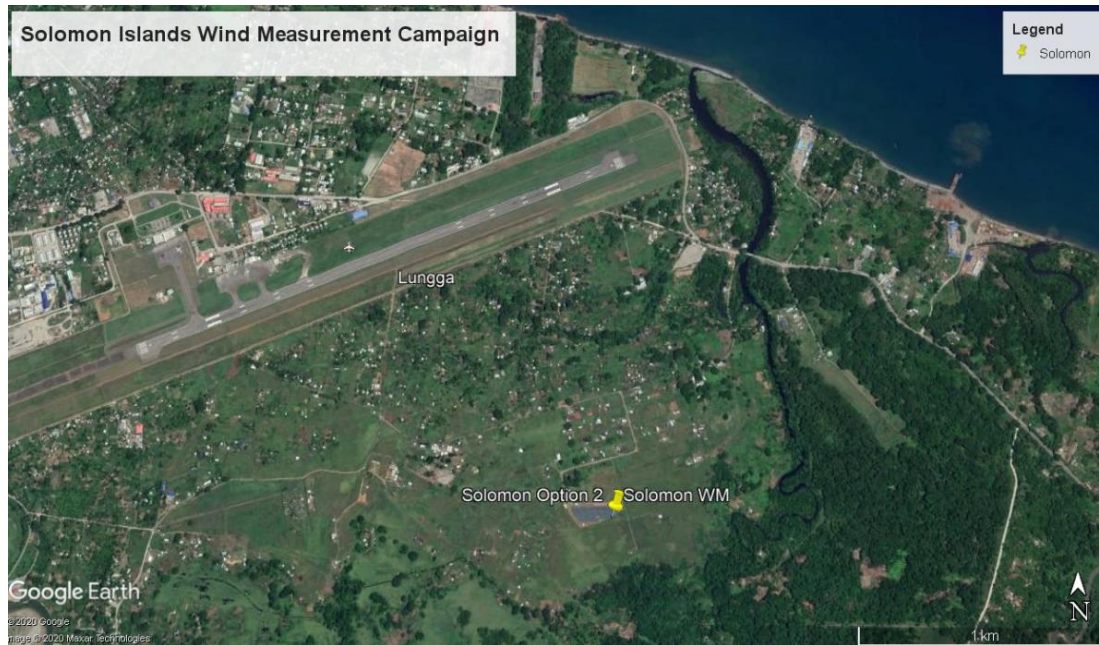 Solomon Islands Wind Measurement Campaign
Legend
Solomon
Lungga
Solomon Option 2
Solomon WM
Google Earth
© 2020 Google
Image © 2020 Maxar Technologies
N
1 km